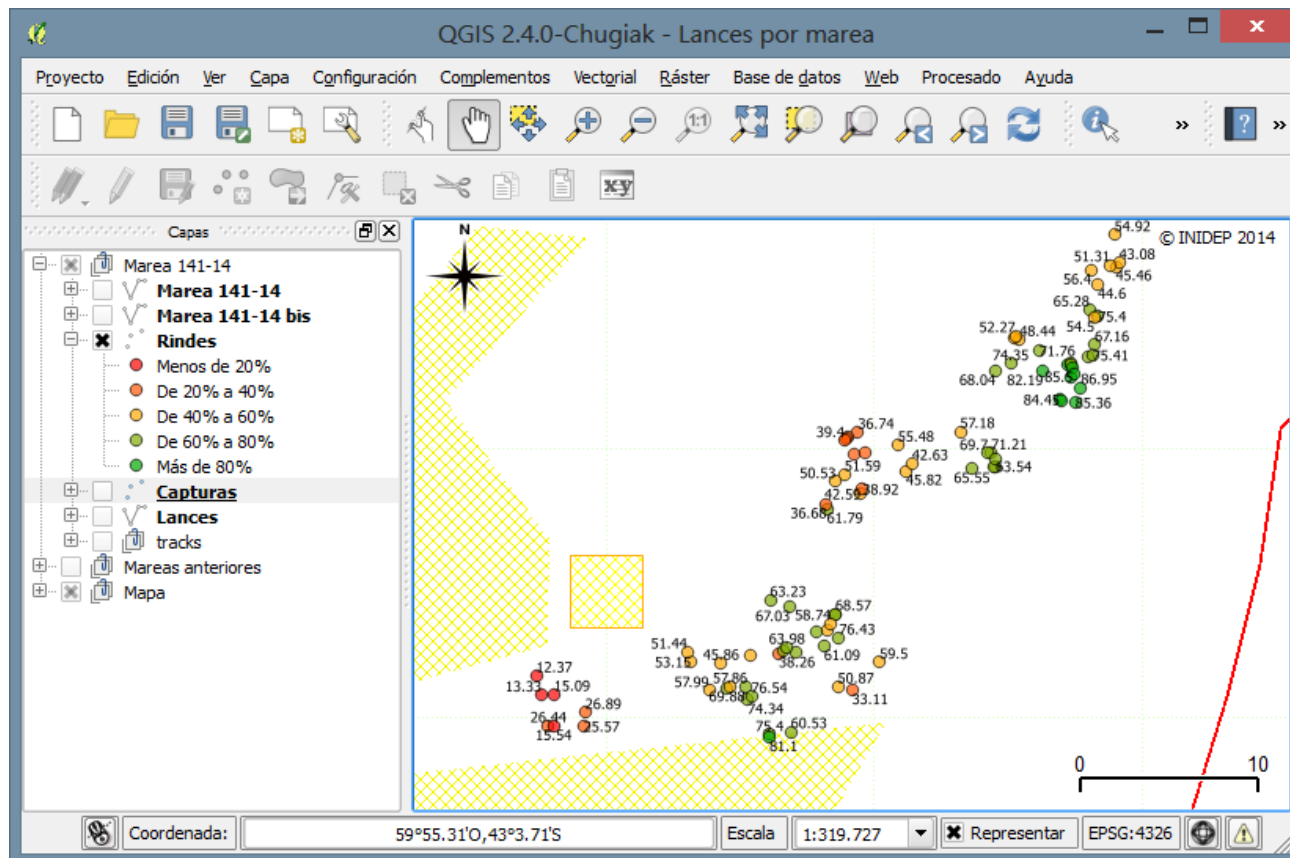 QGIS 2.4.0-Chugiak - Lances por marea
Proyecto Edición Ver Capa Configuración Complementos Vectorial Ráster Base de datos Web Procesado Ayuda
1:1
»
?
»
x-y
Capas
Marea 141-14
Marea 141-14
Marea 141-14 bis
Rindes
Menos de 20%
De 20% a 40%
De 40% a 60%
De 60% a 80%
Más de 80%
Capturas
Lances
tracks
Mareas anteriores
Mapa
N
© INIDEP 2014
54.92
51.31 43.08
56.4 45.46
44.6
65.28
54.5 75.4
52.27 48.44 67.16
74.35 71.76 75.41
68.04 82.19 86.95
84.45 85.36
36.74 57.18
39.4 55.48 69.7 71.21
42.63 63.54
50.53 51.59 45.82 65.55
42.59 38.92
36.68 61.79
63.23
67.03 58.74 68.57
76.43
51.44 45.86 63.98 61.09
53.15 38.26 59.5
12.37
13.33 15.09 57.99 57.86 76.54 50.87
69.88 33.11
26.89 74.34
26.44 25.57 75.4 60.53
15.54 81.1
0 10
Coordenada: 59°55.31'O,43°3.71'S Escala 1:319.727 Representar EPSG:4326